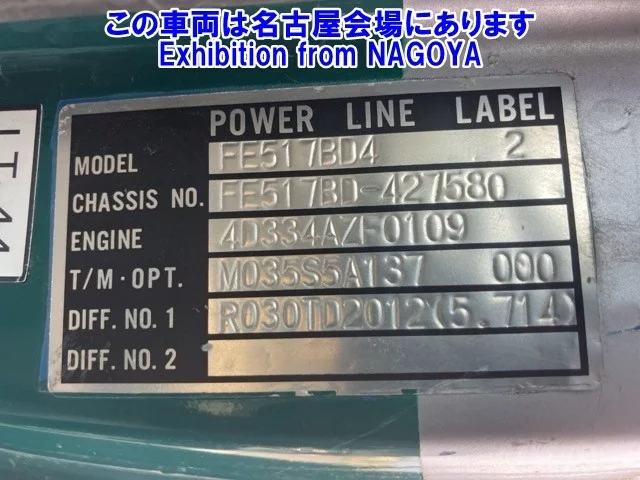 この車両は名古屋会場にあります
Exhibition from NAGOYA
POWER LINE LABEL
MODEL FE517BD4 2
CHASSIS NO. FE517BD-427580
ENGINE 4D334AZF0109
T/M·OPT. M035S5A137 000
DIFF. NO. 1 R030TD2012(5.714)
DIFF. NO. 2